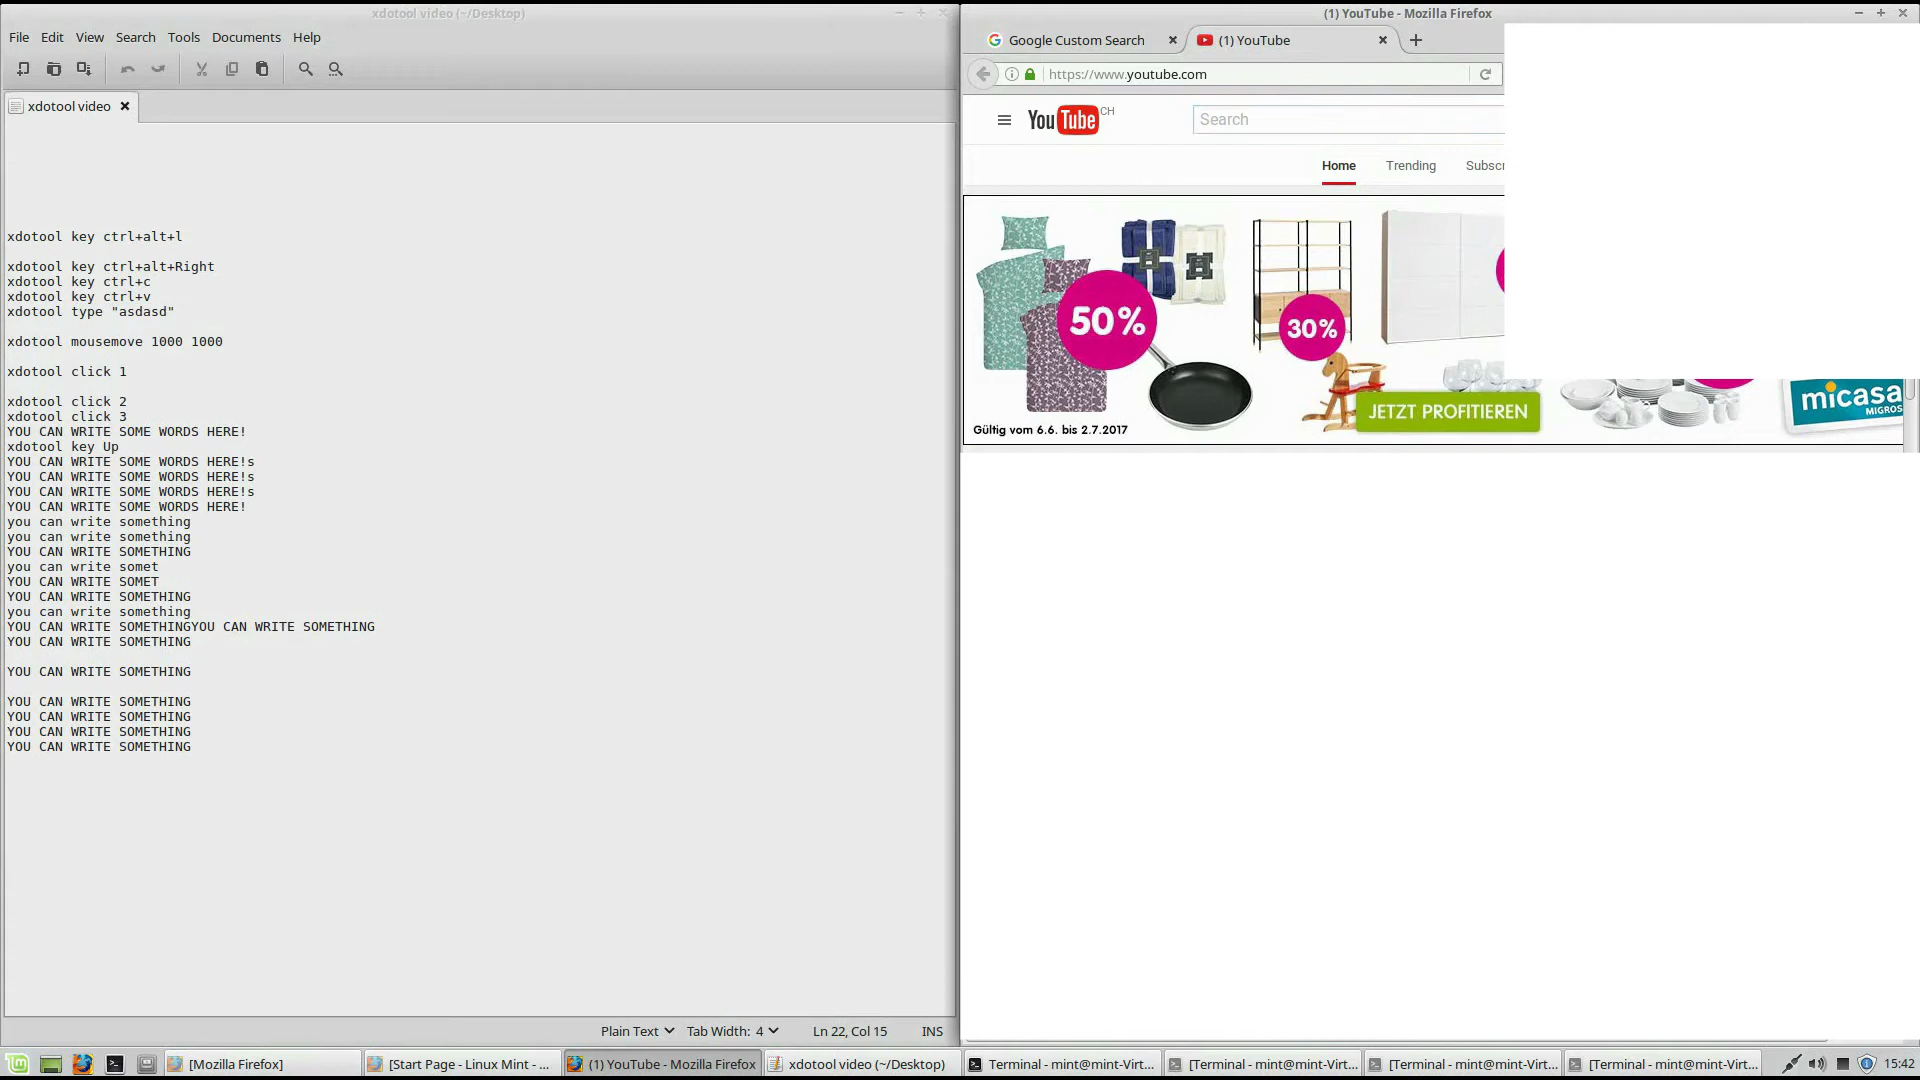 xdotool video (~/Desktop)
File Edit View Search Tools Documents Help
xdotool video
xdotool key ctrl+alt+l
xdotool key ctrl+alt+Right
xdotool key ctrl+c
xdotool key ctrl+v
xdotool type "asdasd"
xdotool mousemove 1000 1000
xdotool click 1
xdotool click 2
xdotool click 3
YOU CAN WRITE SOME WORDS HERE!
xdotool key Up
YOU CAN WRITE SOME WORDS HERE!s
YOU CAN WRITE SOME WORDS HERE!s
YOU CAN WRITE SOME WORDS HERE!s
YOU CAN WRITE SOME WORDS HERE!
you can write something
you can write something
YOU CAN WRITE SOMETHING
you can write somet
YOU CAN WRITE SOMET
YOU CAN WRITE SOMETHING
you can write something
YOU CAN WRITE SOMETHINGYOU CAN WRITE SOMETHING
YOU CAN WRITE SOMETHING
YOU CAN WRITE SOMETHING
YOU CAN WRITE SOMETHING
YOU CAN WRITE SOMETHING
YOU CAN WRITE SOMETHING
YOU CAN WRITE SOMETHING
Plain Text Tab Width: 4 Ln 22, Col 15 INS
(1) YouTube - Mozilla Firefox
Google Custom Search (1) YouTube
https://www.youtube.com
YouTube CH Search
Home Trending Subscr
50%
30%
JETZT PROFITIEREN
micasa
MIGROS
Gültig vom 6.6. bis 2.7.2017
[Mozilla Firefox] [Start Page - Linux Mint - ... (1) YouTube - Mozilla Firefox xdotool video (~/Desktop) Terminal - mint@mint-Virt... [Terminal - mint@mint-Virt... [Terminal - mint@mint-Virt... [Terminal - mint@mint-Virt... 15:42